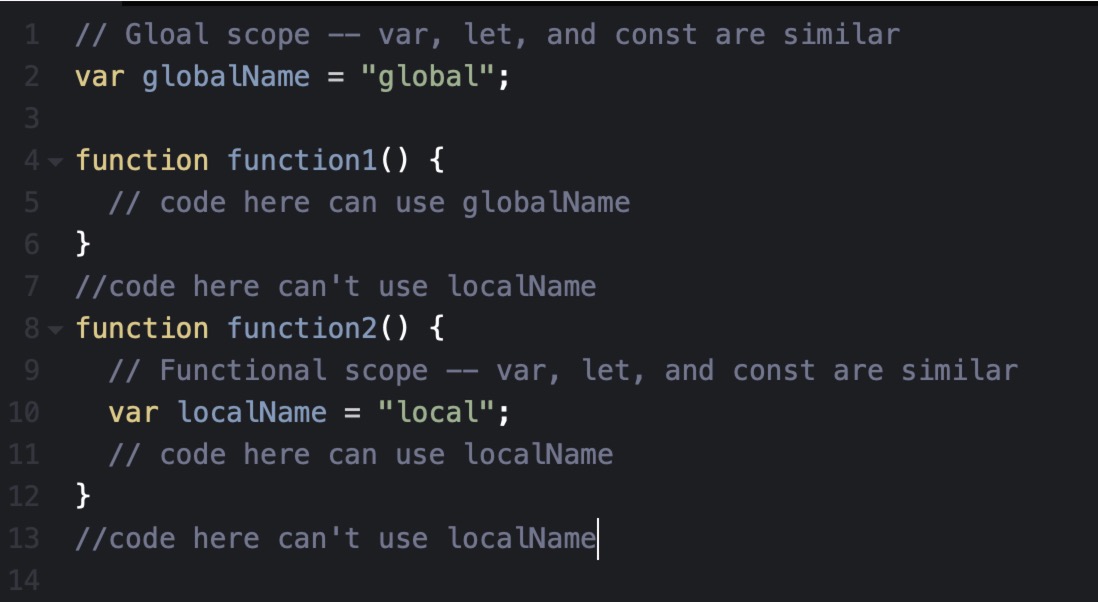 1 // Gloal scope -- var, let, and const are similar
2 var globalName = "global";
3
4 function function1() {
5   // code here can use globalName
6 }
7 //code here can't use localName
8 function function2() {
9   // Functional scope -- var, let, and const are similar
10   var localName = "local";
11   // code here can use localName
12 }
13 //code here can't use localName
14